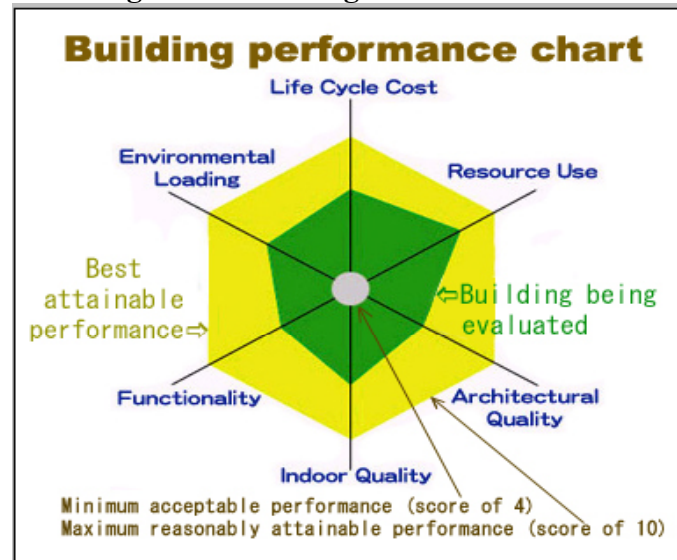 Building performance chart
Life Cycle Cost
Environmental
Loading
Resource Use
Best
attainable
performance⇨
⇦Building being
evaluated
Functionality
Architectural
Quality
Indoor Quality
Minimum acceptable performance (score of 4)
Maximum reasonably attainable performance (score of 10)